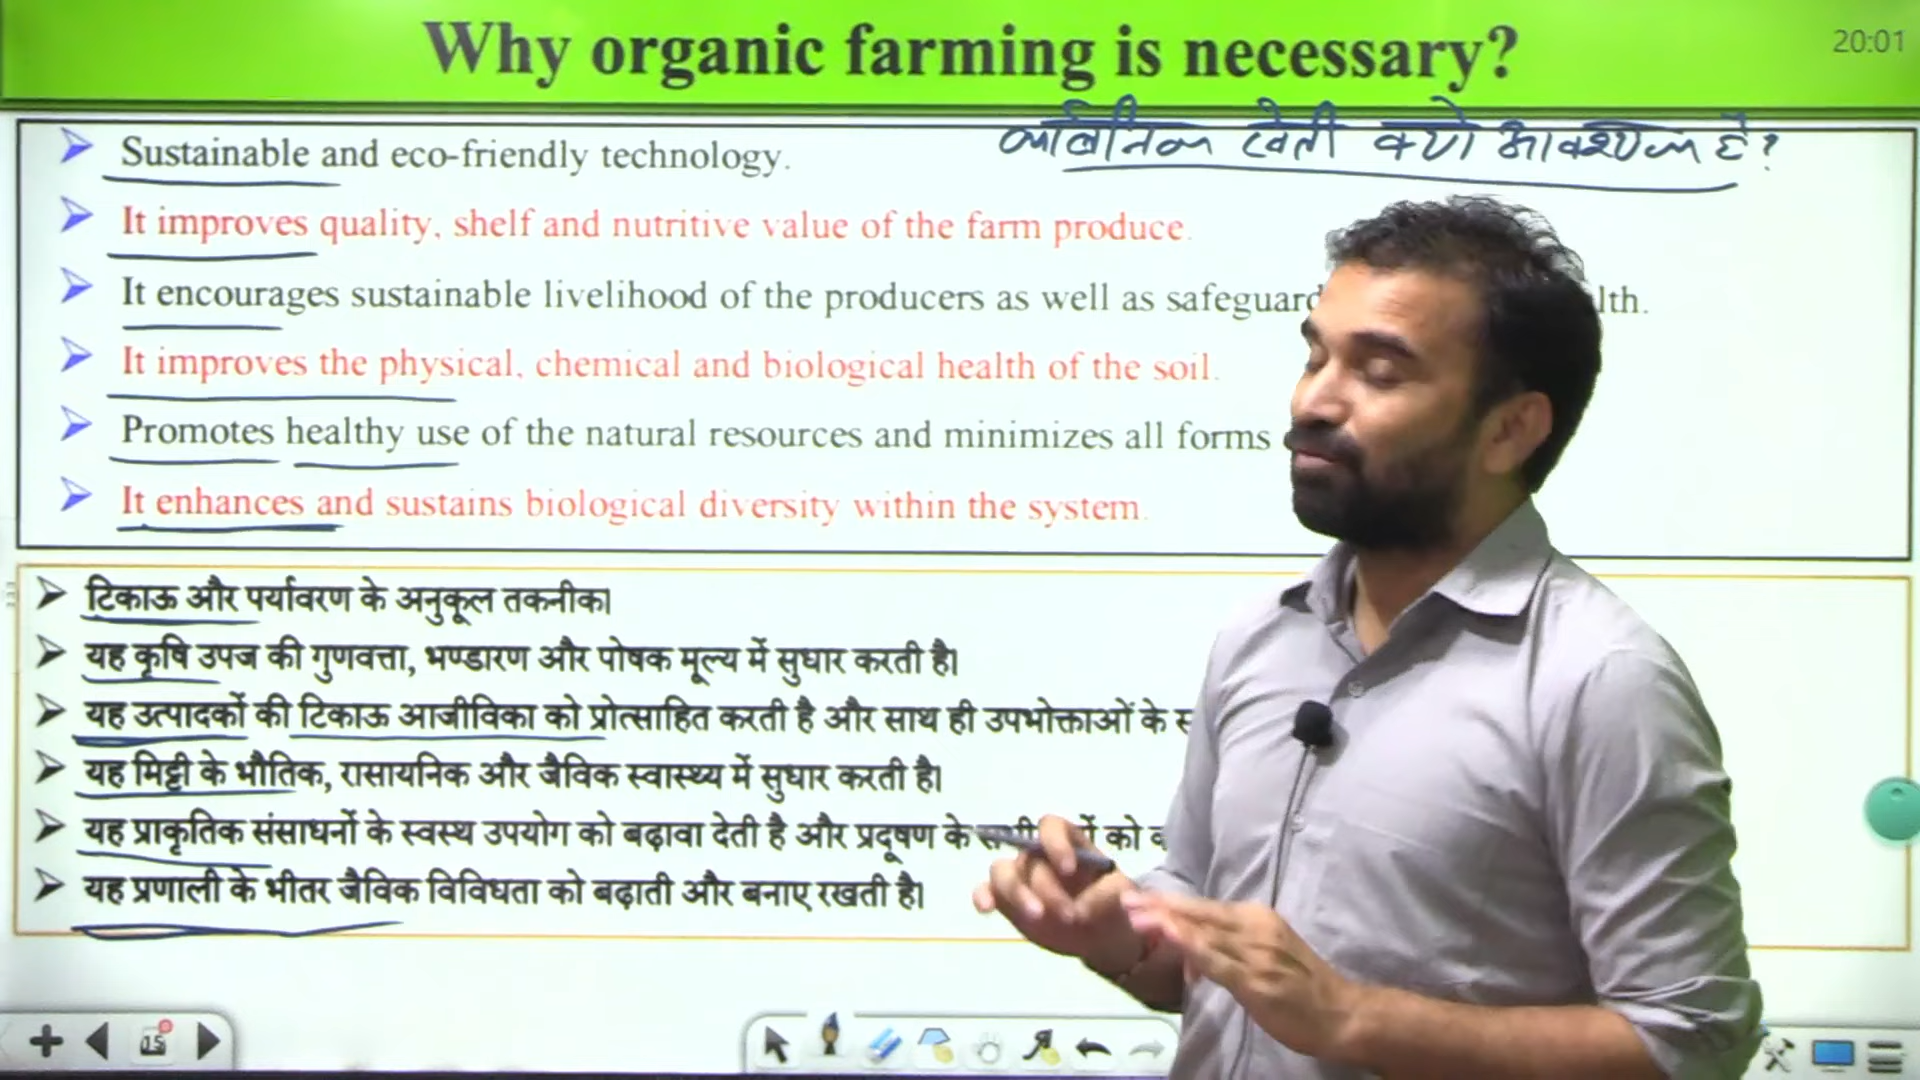 Why organic farming is necessary?
20:01
खेती क्यों आवश्यक है?
Sustainable and eco-friendly technology.
It improves quality, shelf and nutritive value of the farm produce.
It encourages sustainable livelihood of the producers as well as safeguard lth.
It improves the physical, chemical and biological health of the soil.
Promotes healthy use of the natural resources and minimizes all forms
It enhances and sustains biological diversity within the system.
टिकाऊ और पर्यावरण के अनुकूल तकनीक।
यह कृषि उपज की गुणवत्ता, भण्डारण और पोषक मूल्य में सुधार करती है।
यह उत्पादकों की टिकाऊ आजीविका को प्रोत्साहित करती है और साथ ही उपभोक्ताओं के
यह मिट्टी के भौतिक, रासायनिक और जैविक स्वास्थ्य में सुधार करती है।
यह प्राकृतिक संसाधनों के स्वस्थ उपयोग को बढ़ावा देती है और प्रदूषण के को
यह प्रणाली के भीतर जैविक विविधता को बढ़ाती और बनाए रखती है।
15